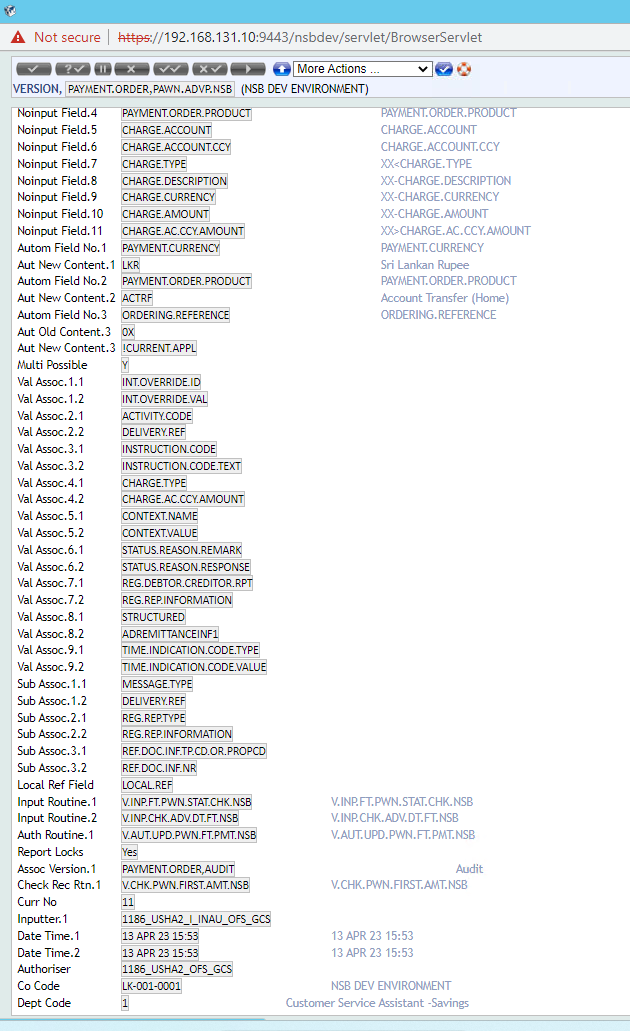 Not secure https://192.168.131.10:9443/nsbdev/servlet/BrowserServlet
More Actions ...
VERSION, PAYMENT.ORDER,PAWN.ADVP.NSB (NSB DEV ENVIRONMENT)
Noinput Field.4 PAYMENT.ORDER.PRODUCT PAYMENT.ORDER.PRODUCT
Noinput Field.5 CHARGE.ACCOUNT CHARGE.ACCOUNT
Noinput Field.6 CHARGE.ACCOUNT.CCY CHARGE.ACCOUNT.CCY
Noinput Field.7 CHARGE.TYPE XX<CHARGE.TYPE
Noinput Field.8 CHARGE.DESCRIPTION XX-CHARGE.DESCRIPTION
Noinput Field.9 CHARGE.CURRENCY XX-CHARGE.CURRENCY
Noinput Field.10 CHARGE.AMOUNT XX-CHARGE.AMOUNT
Noinput Field.11 CHARGE.AC.CCY.AMOUNT XX>CHARGE.AC.CCY.AMOUNT
Autom Field No.1 PAYMENT.CURRENCY PAYMENT.CURRENCY
Aut New Content.1 LKR Sri Lankan Rupee
Autom Field No.2 PAYMENT.ORDER.PRODUCT PAYMENT.ORDER.PRODUCT
Aut New Content.2 ACTRF Account Transfer (Home)
Autom Field No.3 ORDERING.REFERENCE ORDERING.REFERENCE
Aut Old Content.3 0X
Aut New Content.3 !CURRENT.APPL
Multi Possible Y
Val Assoc.1.1 INT.OVERRIDE.ID
Val Assoc.1.2 INT.OVERRIDE.VAL
Val Assoc.2.1 ACTIVITY.CODE
Val Assoc.2.2 DELIVERY.REF
Val Assoc.3.1 INSTRUCTION.CODE
Val Assoc.3.2 INSTRUCTION.CODE.TEXT
Val Assoc.4.1 CHARGE.TYPE
Val Assoc.4.2 CHARGE.AC.CCY.AMOUNT
Val Assoc.5.1 CONTEXT.NAME
Val Assoc.5.2 CONTEXT.VALUE
Val Assoc.6.1 STATUS.REASON.REMARK
Val Assoc.6.2 STATUS.REASON.RESPONSE
Val Assoc.7.1 REG.DEBTOR.CREDITOR.RPT
Val Assoc.7.2 REG.REP.INFORMATION
Val Assoc.8.1 STRUCTURED
Val Assoc.8.2 ADREMITTANCEINF1
Val Assoc.9.1 TIME.INDICATION.CODE.TYPE
Val Assoc.9.2 TIME.INDICATION.CODE.VALUE
Sub Assoc.1.1 MESSAGE.TYPE
Sub Assoc.1.2 DELIVERY.REF
Sub Assoc.2.1 REG.REP.TYPE
Sub Assoc.2.2 REG.REP.INFORMATION
Sub Assoc.3.1 REF.DOC.INF.TP.CD.OR.PROPCD
Sub Assoc.3.2 REF.DOC.INF.NR
Local Ref Field LOCAL.REF
Input Routine.1 V.INP.FT.PWN.STAT.CHK.NSB V.INP.FT.PWN.STAT.CHK.NSB
Input Routine.2 V.INP.CHK.ADV.DT.FT.NSB V.INP.CHK.ADV.DT.FT.NSB
Auth Routine.1 V.AUT.UPD.PWN.FT.PMT.NSB V.AUT.UPD.PWN.FT.PMT.NSB
Report Locks Yes
Assoc Version.1 PAYMENT.ORDER,AUDIT Audit
Check Rec Rtn.1 V.CHK.PWN.FIRST.AMT.NSB V.CHK.PWN.FIRST.AMT.NSB
Curr No 11
Inputter.1 1186_USHA2_I_INAU_OFS_GCS
Date Time.1 13 APR 23 15:53 13 APR 23 15:53
Date Time.2 13 APR 23 15:53 13 APR 23 15:53
Authoriser 1186_USHA2_OFS_GCS
Co Code LK-001-0001 NSB DEV ENVIRONMENT
Dept Code 1 Customer Service Assistant -Savings